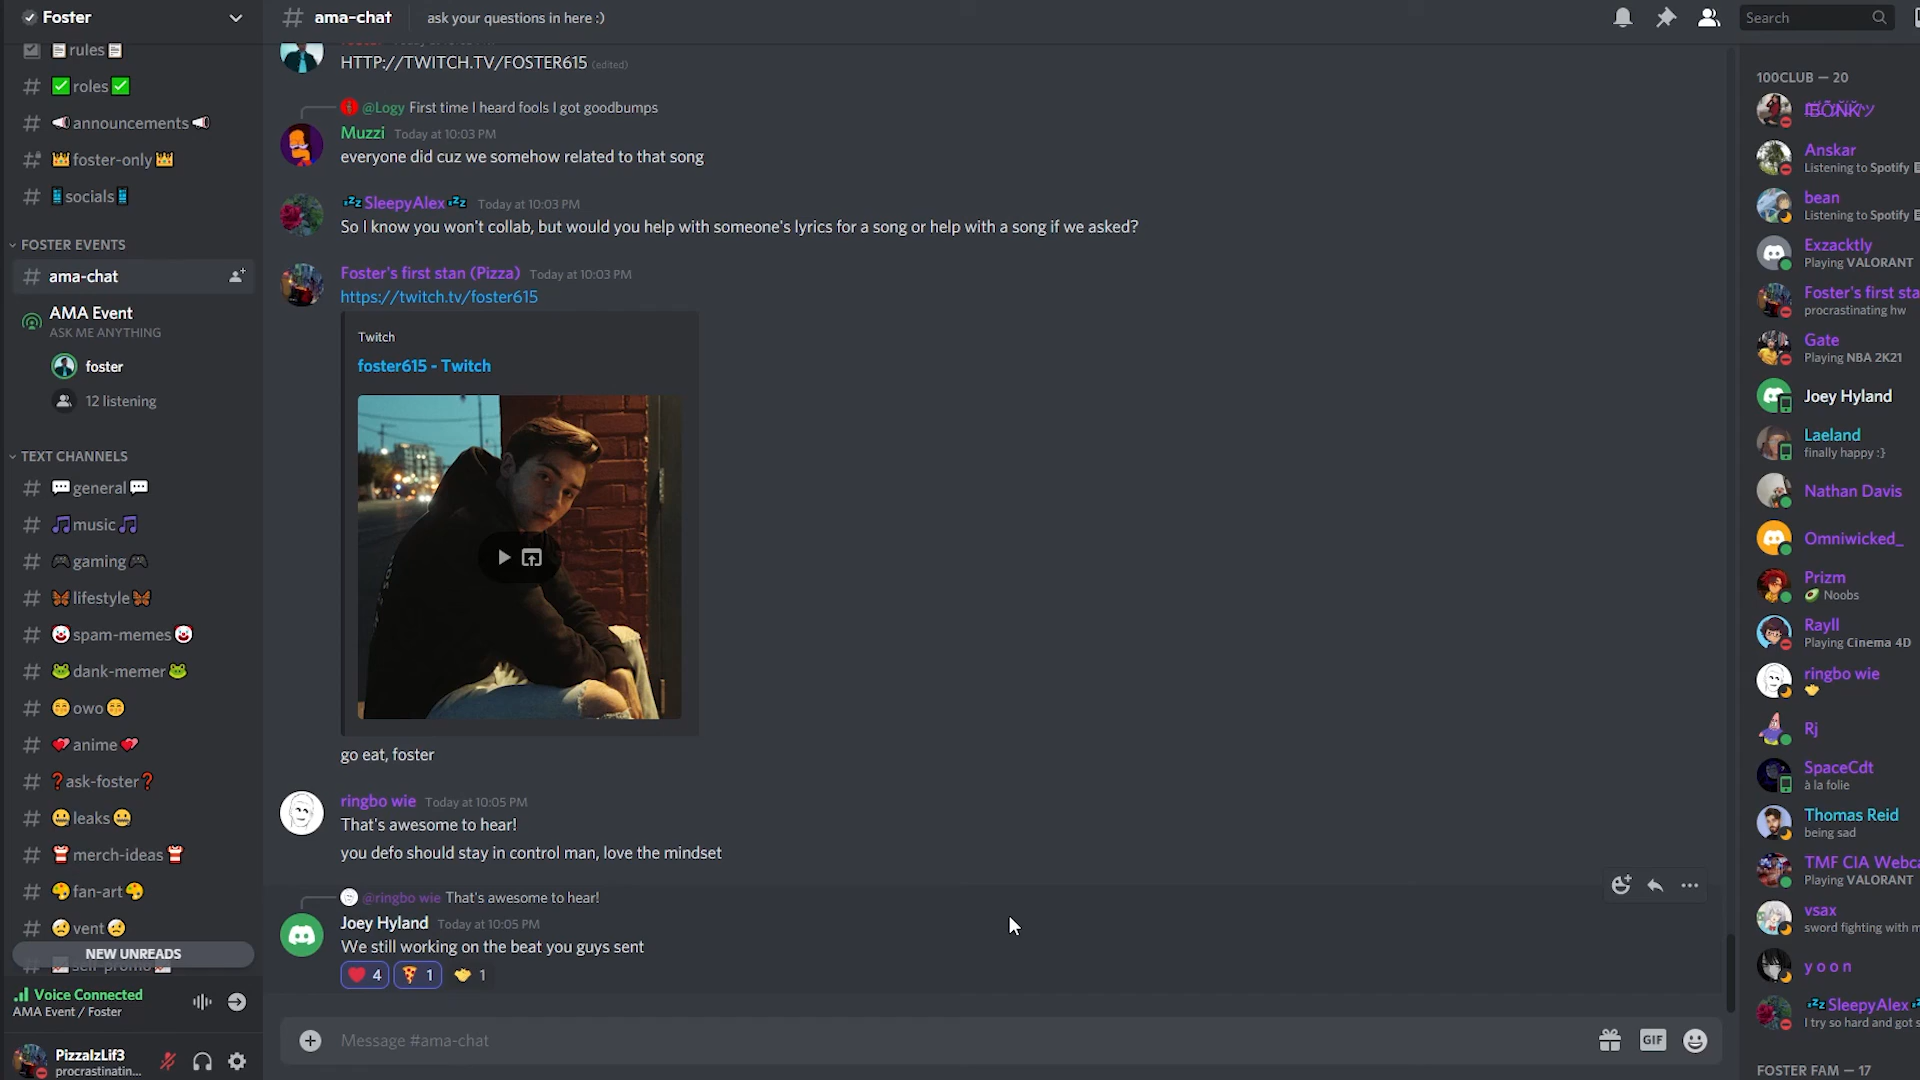 Foster
rules
roles
announcements
foster-only
socials
FOSTER EVENTS
ama-chat
AMA Event
ASK ME ANYTHING
foster
12 listening
TEXT CHANNELS
general
music
gaming
lifestyle
spam-memes
dank-memer
owo
anime
ask-foster
leaks
merch-ideas
fan-art
vent
NEW UNREADS
Voice Connected
AMA Event / Foster
PizzaIzLif3
procrastinatin...
ama-chat
ask your questions in here :)
Search
HTTP://TWITCH.TV/FOSTER615 (edited)
@Logy First time I heard fools I got goodbumps
Muzzi Today at 10:03 PM
everyone did cuz we somehow related to that song
SleepyAlex Today at 10:03 PM
So I know you won't collab, but would you help with someone's lyrics for a song or help with a song if we asked?
Foster's first stan (Pizza) Today at 10:03 PM
https://twitch.tv/foster615
Twitch
foster615 - Twitch
go eat, foster
ringbo wie Today at 10:05 PM
That's awesome to hear!
you defo should stay in control man, love the mindset
@ringbo wie That's awesome to hear!
Joey Hyland Today at 10:05 PM
We still working on the beat you guys sent
4 1 1
Message #ama-chat
GIF
100CLUB — 20
Anskar
Listening to Spotify
bean
Listening to Spotify
Exzacktly
Playing VALORANT
Foster's first sta
procrastinating hw
Gate
Playing NBA 2K21
Joey Hyland
Laeland
finally happy :}
Nathan Davis
Omniwicked_
Prizm
Noobs
Rayll
Playing Cinema 4D
ringbo wie
Rj
SpaceCdt
à la folie
Thomas Reid
being sad
TMF CIA Webca
Playing VALORANT
vsax
sword fighting with m
y o o n
SleepyAlex
I try so hard and got s
FOSTER FAM — 17